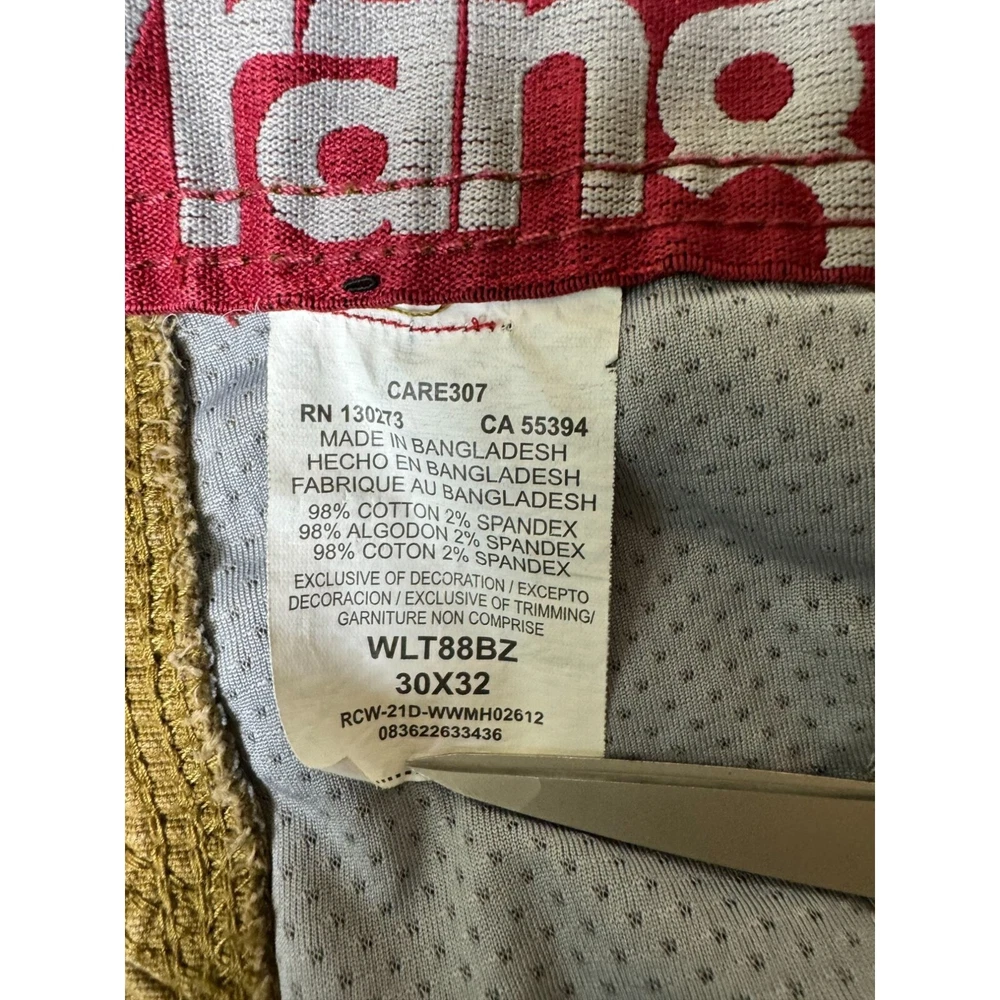 rang
CARE307
RN 130273 CA 55394
MADE IN BANGLADESH
HECHO EN BANGLADESH
FABRIQUE AU BANGLADESH
98% COTTON 2% SPANDEX
98% ALGODON 2% SPANDEX
98% COTON 2% SPANDEX
EXCLUSIVE OF DECORATION / EXCEPTO
DECORACION / EXCLUSIVE OF TRIMMING/
GARNITURE NON COMPRISE
WLT88BZ
30X32
RCW-21D-WWMH02612
083622633436